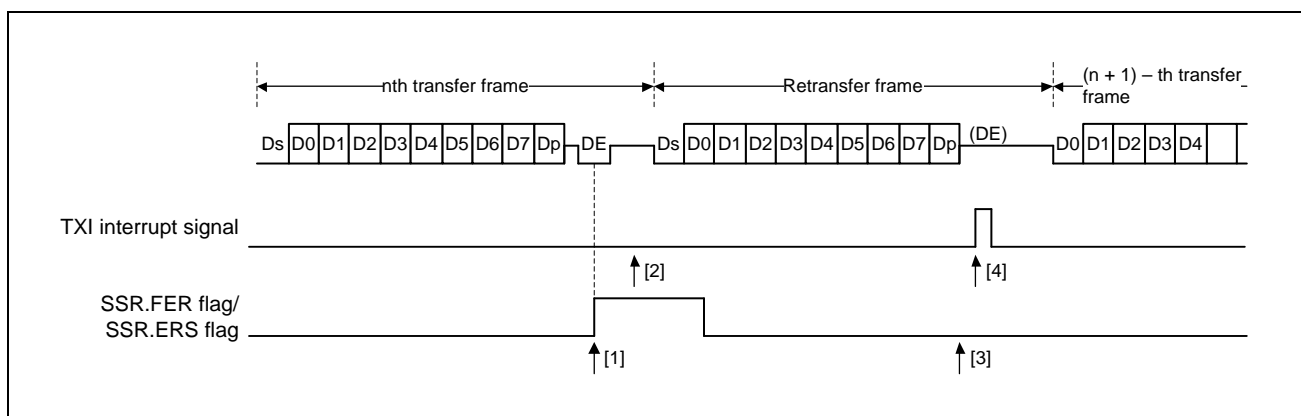 nth transfer frame
Retransfer frame
(n + 1) – th transfer
frame
Ds D0 D1 D2 D3 D4 D5 D6 D7 Dp DE Ds D0 D1 D2 D3 D4 D5 D6 D7 Dp (DE) D0 D1 D2 D3 D4
TXI interrupt signal
[2]
[4]
SSR.FER flag/
SSR.ERS flag
[1]
[3]